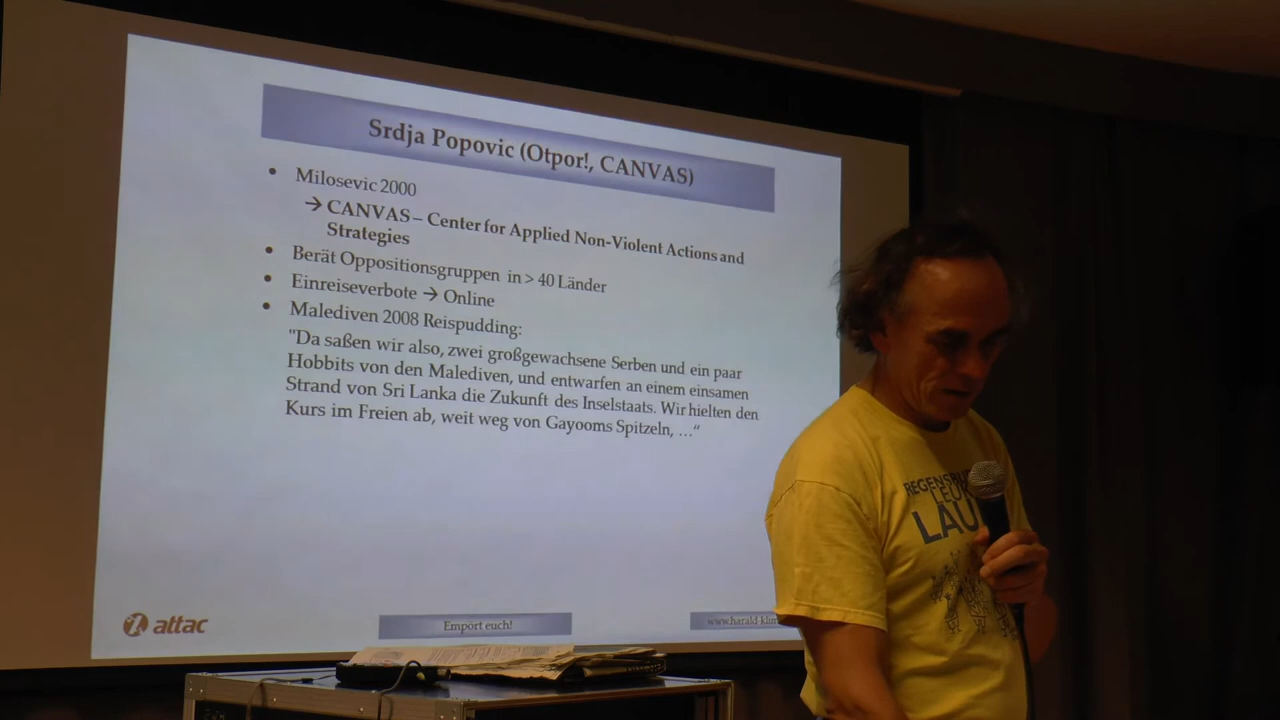 Srdja Popovic (Otpor!, CANVAS)
• Milosevic 2000
→ CANVAS – Center for Applied Non-Violent Actions and
Strategies
• Berät Oppositionsgruppen in > 40 Länder
• Einreiseverbote → Online
• Malediven 2008 Reispudding:
"Da saßen wir also, zwei großgewachsene Serben und ein paar
Hobbits von den Malediven, und entwarfen an einem einsamen
Strand von Sri Lanka die Zukunft des Inselstaats. Wir hielten den
Kurs im Freien ab, weit weg von Gayooms Spitzeln, …“
attac
Empört euch!